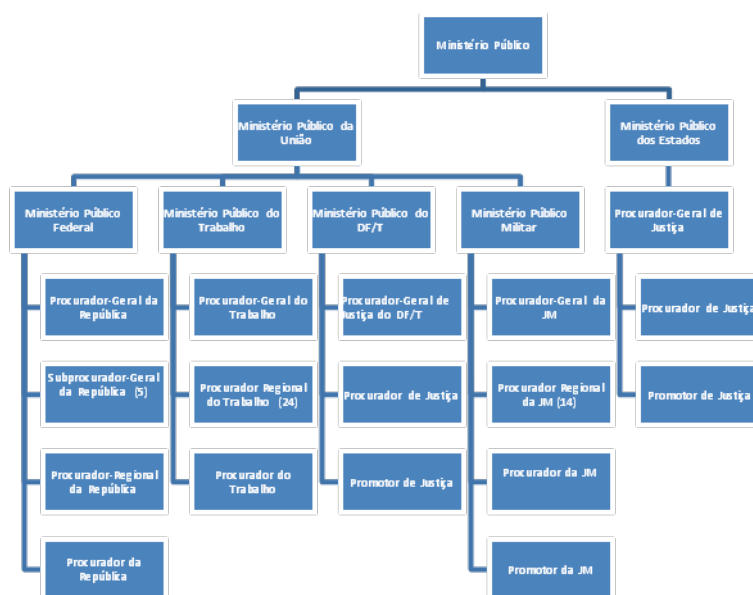 Ministério Público
Ministério Público da
União
Ministério Público
dos Estados
Ministério Público
Federal
Ministério Público do
Trabalho
Ministério Público do
DF/T
Ministério Público
Militar
Procurador-Geral de
Justiça
Procurador-Geral da
República
Procurador-Geral do
Trabalho
Procurador-Geral de
Justiça do DF/T
Procurador-Geral da
JM
Procurador de Justiça
Subprocurador-Geral
da República (5)
Procurador Regional
do Trabalho (24)
Procurador de Justiça
Procurador Regional
da JM (14)
Promotor de Justiça
Procurador-Regional
da República
Procurador do
Trabalho
Promotor de Justiça
Procurador da JM
Procurador da
República
Promotor da JM